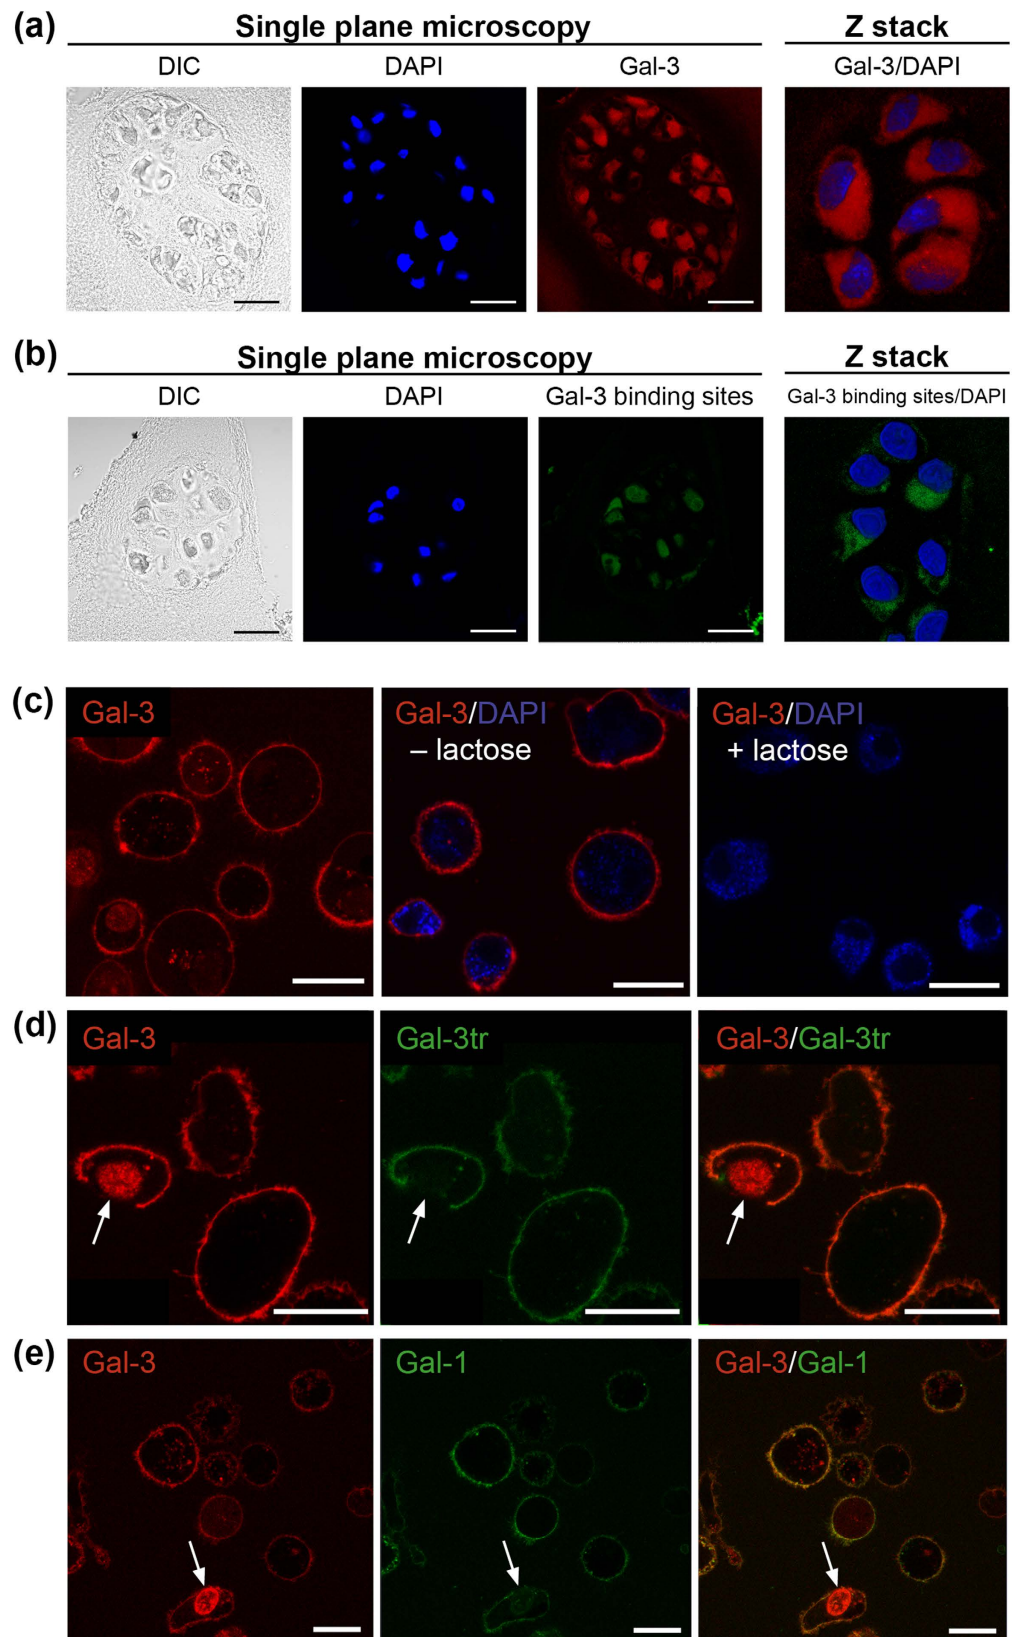 (a)
Single plane microscopy
Z stack
DIC
DAPI
Gal-3
Gal-3/DAPI
(b)
Single plane microscopy
Z stack
DIC
DAPI
Gal-3 binding sites
Gal-3 binding sites/DAPI
(c)
Gal-3
Gal-3/DAPI
– lactose
Gal-3/DAPI
+ lactose
(d)
Gal-3
Gal-3tr
Gal-3/Gal-3tr
(e)
Gal-3
Gal-1
Gal-3/Gal-1